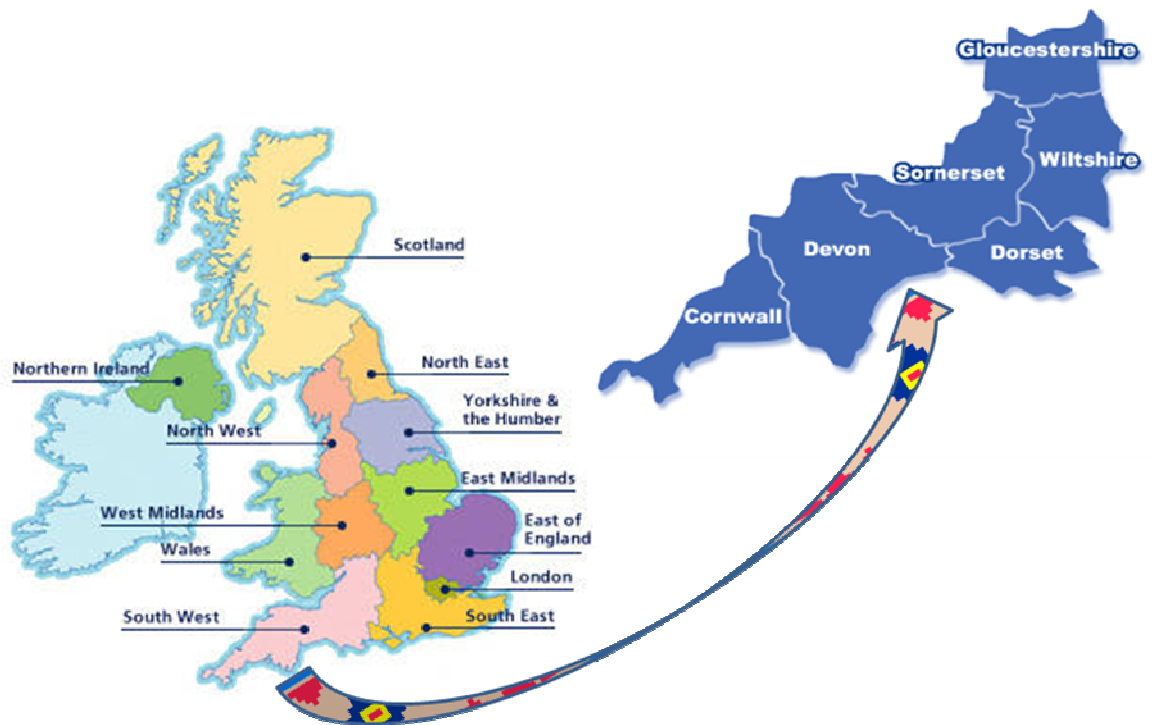 Gloucestershire
Wiltshire
Sornerset
Devon
Dorset
Cornwall
Scotland
Northern Ireland
North East
Yorkshire &
the Humber
North West
East Midlands
West Midlands
East of
England
Wales
London
South West
South East